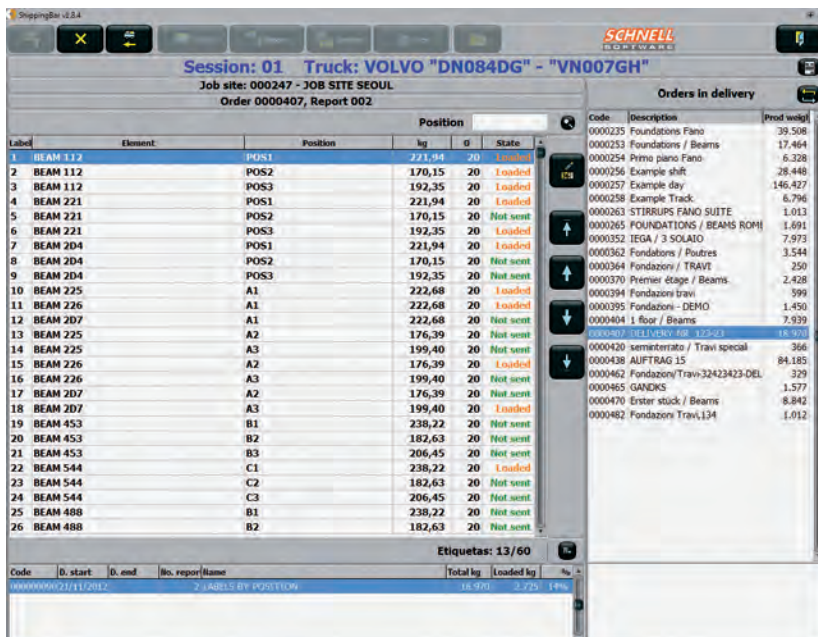 ShippingBar v2.8.4
SCHNELL
SOFTWARE
Session: 01 Truck: VOLVO "DN084DG" - "VN007GH"
Job site: 000247 - JOB SITE SEOUL
Order 0000407, Report 002
Position
Label Element Position kg Ø State
1 BEAM 112 POS1 221,94 20 Loaded
2 BEAM 112 POS2 170,15 20 Loaded
3 BEAM 112 POS3 192,35 20 Loaded
4 BEAM 221 POS1 221,94 20 Loaded
5 BEAM 221 POS2 170,15 20 Not sent
6 BEAM 221 POS3 192,35 20 Loaded
7 BEAM 2D4 POS1 221,94 20 Loaded
8 BEAM 2D4 POS2 170,15 20 Not sent
9 BEAM 2D4 POS3 192,35 20 Not sent
10 BEAM 225 A1 222,68 20 Loaded
11 BEAM 226 A1 222,68 20 Loaded
12 BEAM 2D7 A1 222,68 20 Not sent
13 BEAM 225 A2 176,39 20 Not sent
14 BEAM 225 A3 199,40 20 Not sent
15 BEAM 226 A2 176,39 20 Loaded
16 BEAM 226 A3 199,40 20 Not sent
17 BEAM 2D7 A2 176,39 20 Not sent
18 BEAM 2D7 A3 199,40 20 Loaded
19 BEAM 453 B1 238,22 20 Not sent
20 BEAM 453 B2 182,63 20 Not sent
21 BEAM 453 B3 206,45 20 Not sent
22 BEAM 544 C1 238,22 20 Loaded
23 BEAM 544 C2 182,63 20 Not sent
24 BEAM 544 C3 206,45 20 Not sent
25 BEAM 488 B1 238,22 20 Not sent
26 BEAM 488 B2 182,63 20 Not sent
Etiquetas: 13/60
Code D. start D. end No. repor Name Total kg Loaded kg %
21/11/2012 2 LABELS BY POSITION 18.970 2.725 14%
Orders in delivery
Code Description Prod weigl
0000235 Foundations Fano 39.508
0000253 Foundations / Beams 17.464
0000254 Primo piano Fano 6.328
0000256 Example shift 28.448
0000257 Example day 146.427
0000258 Example Track 6.796
0000263 STIRRUPS FANO SUITE 1.013
0000265 FOUNDATIONS / BEAMS ROME 1.691
0000352 IEGA / 3 SOLAIO 7.973
0000362 Fondations / Poutres 3.544
0000364 Fondazioni / TRAVI 250
0000370 Premier étage / Beams 2.428
0000394 Fondazioni travi 599
0000395 Fondazioni - DEMO 1.450
0000404 1 floor / Beams 7.939
0000407 DELIVERY NR. 123-23 18.970
0000420 seminterrato / Travi speciali 366
0000438 AUFTRAG 15 84.185
0000462 Fondazioni/Travi-32423423-DEL 329
0000465 GANDKS 1.577
0000470 Erster stück / Beams 8.842
0000482 Fondazioni Travi,134 1.012